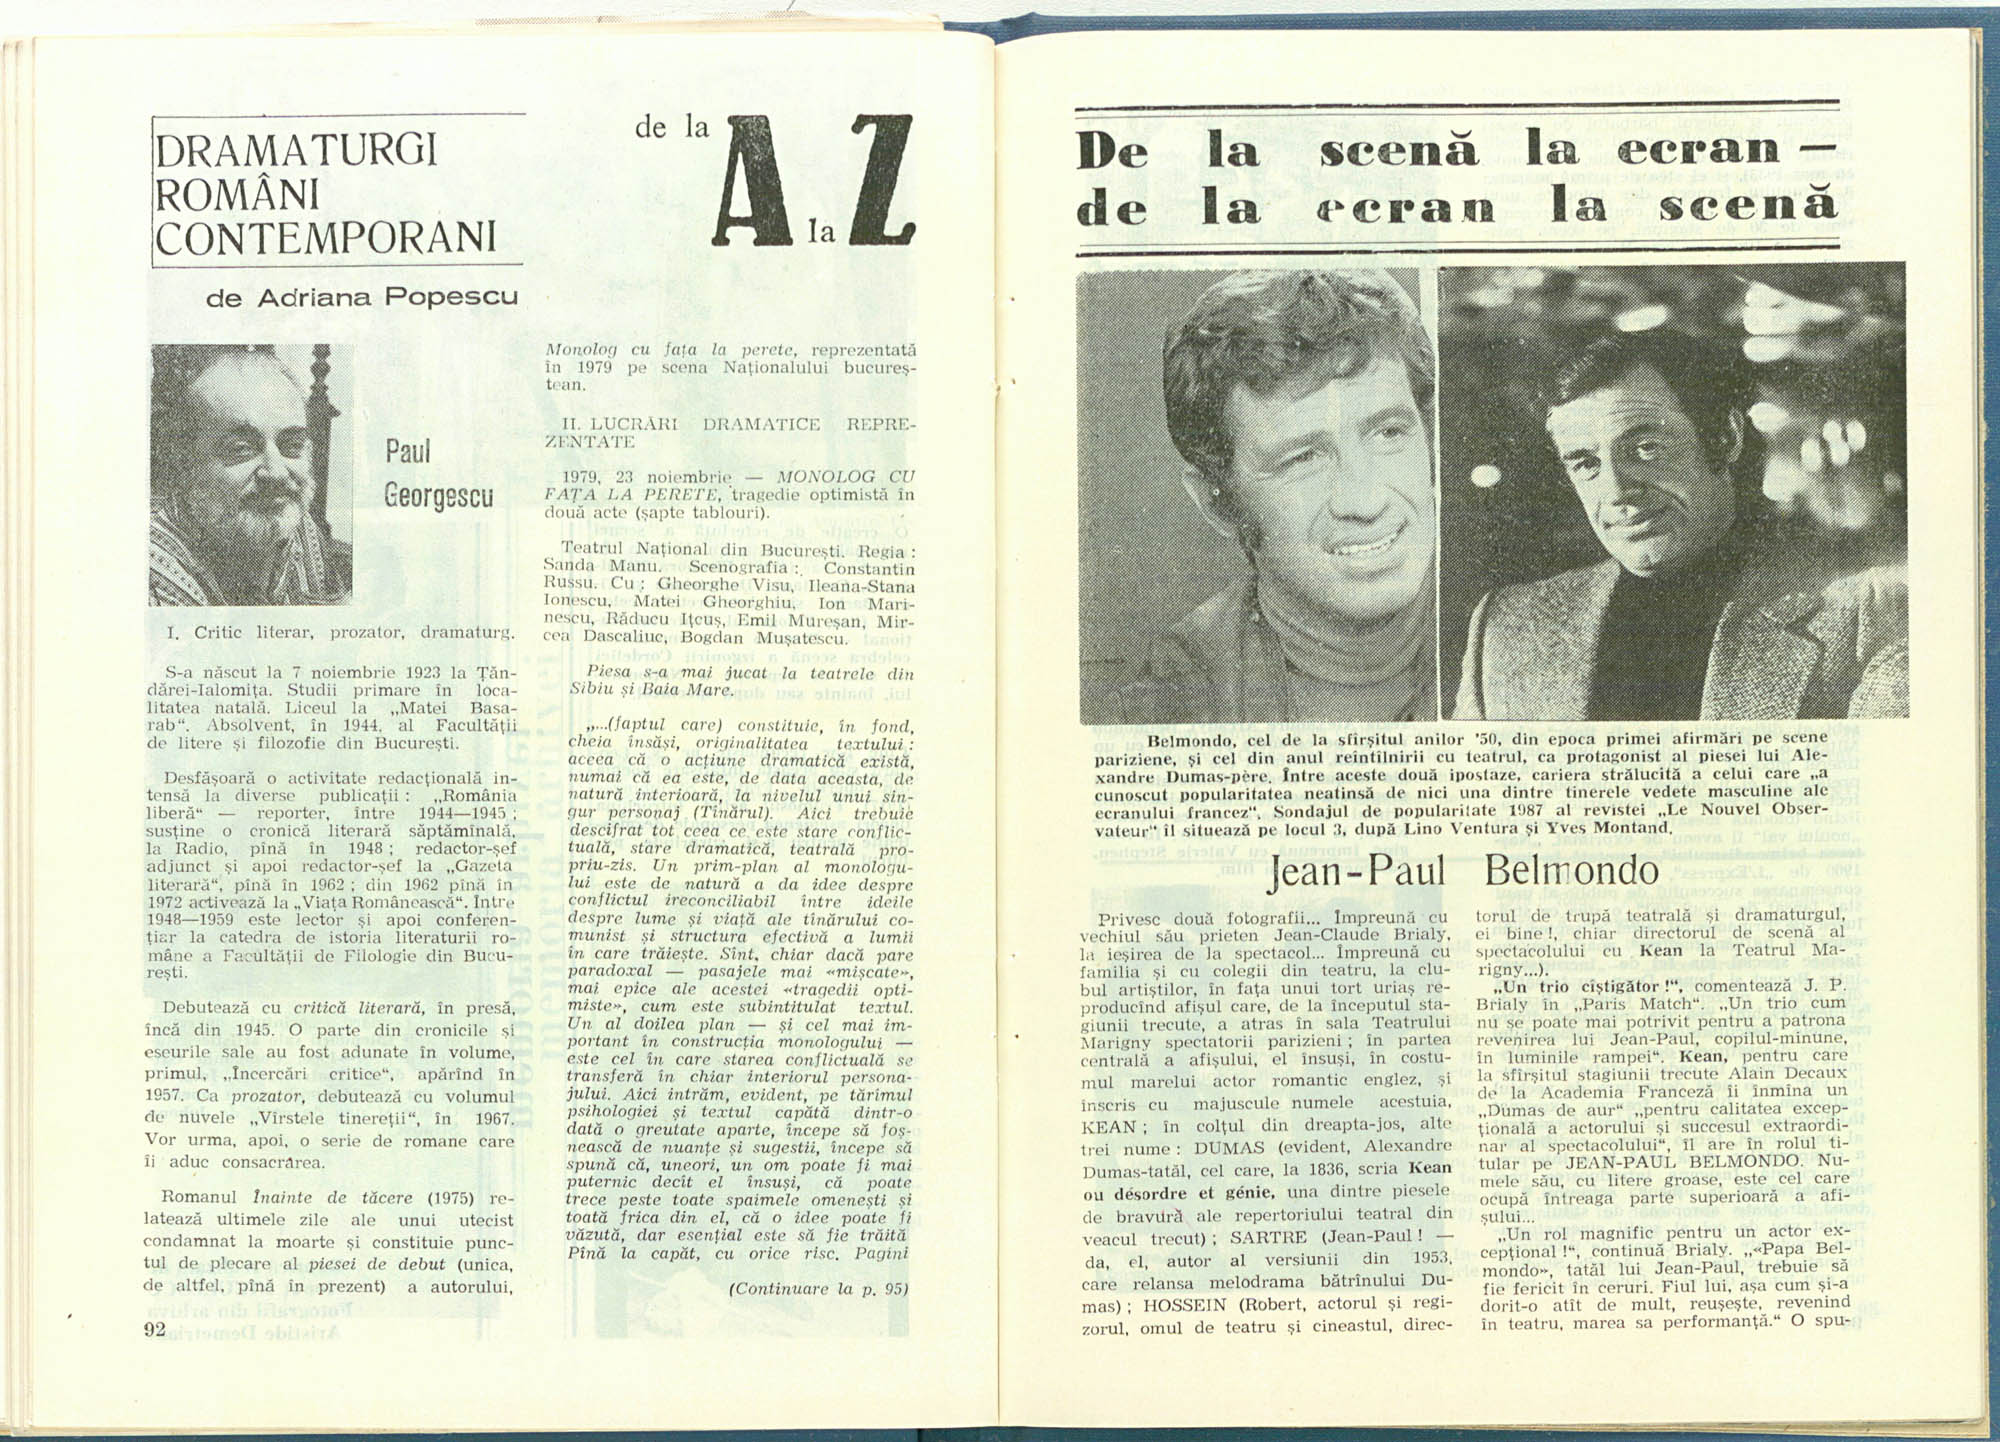 DRAMATURGI
ROMÂNI
CONTEMPORANI
de Adriana Popescu
de la
A la Z
Paul
Georgescu
I. Critic literar, prozator, dramaturg.
S-a născut la 7 noiembrie 1923 la Țăn-
dărei-Ialomița. Studii primare în loca-
litatea natală. Liceul la „Matei Basa-
rab“. Absolvent, în 1944, al Facultății
de litere și filozofie din București.
Desfășoară o activitate redacțională in-
tensă la diverse publicații : „România
liberă“ — reporter, între 1944—1945 ;
susține o cronică literară săptămînală,
la Radio, pînă în 1948 ; redactor-șef
adjunct și apoi redactor-șef la „Gazeta
literară“, pînă în 1962 ; din 1962 pînă în
1972 activează la „Viața Românească“. Între
1948—1959 este lector și apoi conferen-
țiar la catedra de istoria literaturii ro-
mâne a Facultății de Filologie din Bucu-
rești.
Debutează cu critică literară, în presă,
încă din 1945. O parte din cronicile și
eseurile sale au fost adunate în volume,
primul, „Încercări critice“, apărînd în
1957. Ca prozator, debutează cu volumul
de nuvele „Vîrstele tinereții“, în 1967.
Vor urma, apoi, o serie de romane care
îi aduc consacrarea.
Romanul Înainte de tăcere (1975) re-
latează ultimele zile ale unui utecist
condamnat la moarte și constituie punc-
tul de plecare al piesei de debut (unica,
de altfel, pînă în prezent) a autorului,
92
Monolog cu fața la perete, reprezentată
în 1979 pe scena Naționalului bucureș-
tean.
II. LUCRĂRI DRAMATICE REPRE-
ZENTATE
1979, 23 noiembrie — MONOLOG CU
FAȚA LA PERETE, tragedie optimistă în
două acte (șapte tablouri).
Teatrul Național din București. Regia :
Sanda Manu. Scenografia : Constantin
Russu. Cu : Gheorghe Visu, Ileana-Stana
Ionescu, Matei Gheorghiu, Ion Mari-
nescu, Răducu Ițcuș, Emil Mureșan, Mir-
cea Dascaliuc, Bogdan Mușatescu.
Piesa s-a mai jucat la teatrele din
Sibiu și Baia Mare.
„...(faptul care) constituie, în fond,
cheia însăși, originalitatea textului :
aceea că o acțiune dramatică există,
numai că ea este, de data aceasta, de
natură interioară, la nivelul unui sin-
gur personaj (Tînărul). Aici trebuie
descifrat tot ceea ce este stare conflic-
tuală, stare dramatică, teatrală pro-
priu-zis. Un prim-plan al monologu-
lui este de natură a da idee despre
conflictul ireconciliabil între ideile
despre lume și viață ale tînărului co-
munist și structura efectivă a lumii
în care trăiește. Sînt, chiar dacă pare
paradoxal — pasajele mai «mișcate»,
mai epice ale acestei «tragedii opti-
miste», cum este subintitulat textul.
Un al doilea plan — și cel mai im-
portant în construcția monologului —
este cel în care starea conflictuală se
transferă în chiar interiorul persona-
jului. Aici intrăm, evident, pe tărîmul
psihologiei și textul capătă dintr-o
dată o greutate aparte, începe să foș-
nească de nuanțe și sugestii, începe să
spună că, uneori, un om poate fi mai
puternic decît el însuși, că poate
trece peste toate spaimele omenești și
toată frica din el, că o idee poate fi
văzută, dar esențial este să fie trăită
Pînă la capăt, cu orice risc. Pagini
(Continuare la p. 95)
De la scenă la ecran —
de la ecran la scenă
Belmondo, cel de la sfîrșitul anilor '50, din epoca primei afirmări pe scene
pariziene, și cel din anul reîntîlnirii cu teatrul, ca protagonist al piesei lui Ale-
xandre Dumas-père. Între aceste două ipostaze, cariera strălucită a celui care „a
cunoscut popularitatea neatinsă de nici una dintre tinerele vedete masculine ale
ecranului francez“. Sondajul de popularitate 1987 al revistei „Le Nouvel Obser-
vateur“ îl situează pe locul 3, după Lino Ventura și Yves Montand.
Jean-Paul Belmondo
Privesc două fotografii... Împreună cu
vechiul său prieten Jean-Claude Brialy,
la ieșirea de la spectacol... Împreună cu
familia și cu colegii din teatru, la clu-
bul artiștilor, în fața unui tort uriaș re-
producînd afișul care, de la începutul sta-
giunii trecute, a atras în sala Teatrului
Marigny spectatorii parizieni ; în partea
centrală a afișului, el însuși, în costu-
mul marelui actor romantic englez, și
înscris cu majuscule numele acestuia,
KEAN ; în colțul din dreapta-jos, alte
trei nume : DUMAS (evident, Alexandre
Dumas-tatăl, cel care, la 1836, scria Kean
ou désordre et génie, una dintre piesele
de bravură ale repertoriului teatral din
veacul trecut) ; SARTRE (Jean-Paul ! —
da, el, autor al versiunii din 1953,
care relansa melodrama bătrînului Du-
mas) ; HOSSEIN (Robert, actorul și regi-
zorul, omul de teatru și cineastul, direc-
torul de trupă teatrală și dramaturgul,
ei bine !, chiar directorul de scenă al
spectacolului cu Kean la Teatrul Ma-
rigny...).
„Un trio cîștigător !“, comentează J. P.
Brialy în „Paris Match“. „Un trio cum
nu se poate mai potrivit pentru a patrona
revenirea lui Jean-Paul, copilul-minune,
în luminile rampei“. Kean, pentru care
la sfîrșitul stagiunii trecute Alain Decaux
de la Academia Franceză îi înmîna un
„Dumas de aur“ „pentru calitatea excep-
țională a actorului și succesul extraordi-
nar al spectacolului“, îl are în rolul ti-
tular pe JEAN-PAUL BELMONDO. Nu-
mele său, cu litere groase, este cel care
ocupă întreaga parte superioară a afi-
șului...
„Un rol magnific pentru un actor ex-
cepțional !“, continuă Brialy. „«Papa Bel-
mondo», tatăl lui Jean-Paul, trebuie să
fie fericit în ceruri. Fiul lui, așa cum și-a
dorit-o atît de mult, reușește, revenind
în teatru, marea sa performanță.“ O spu-